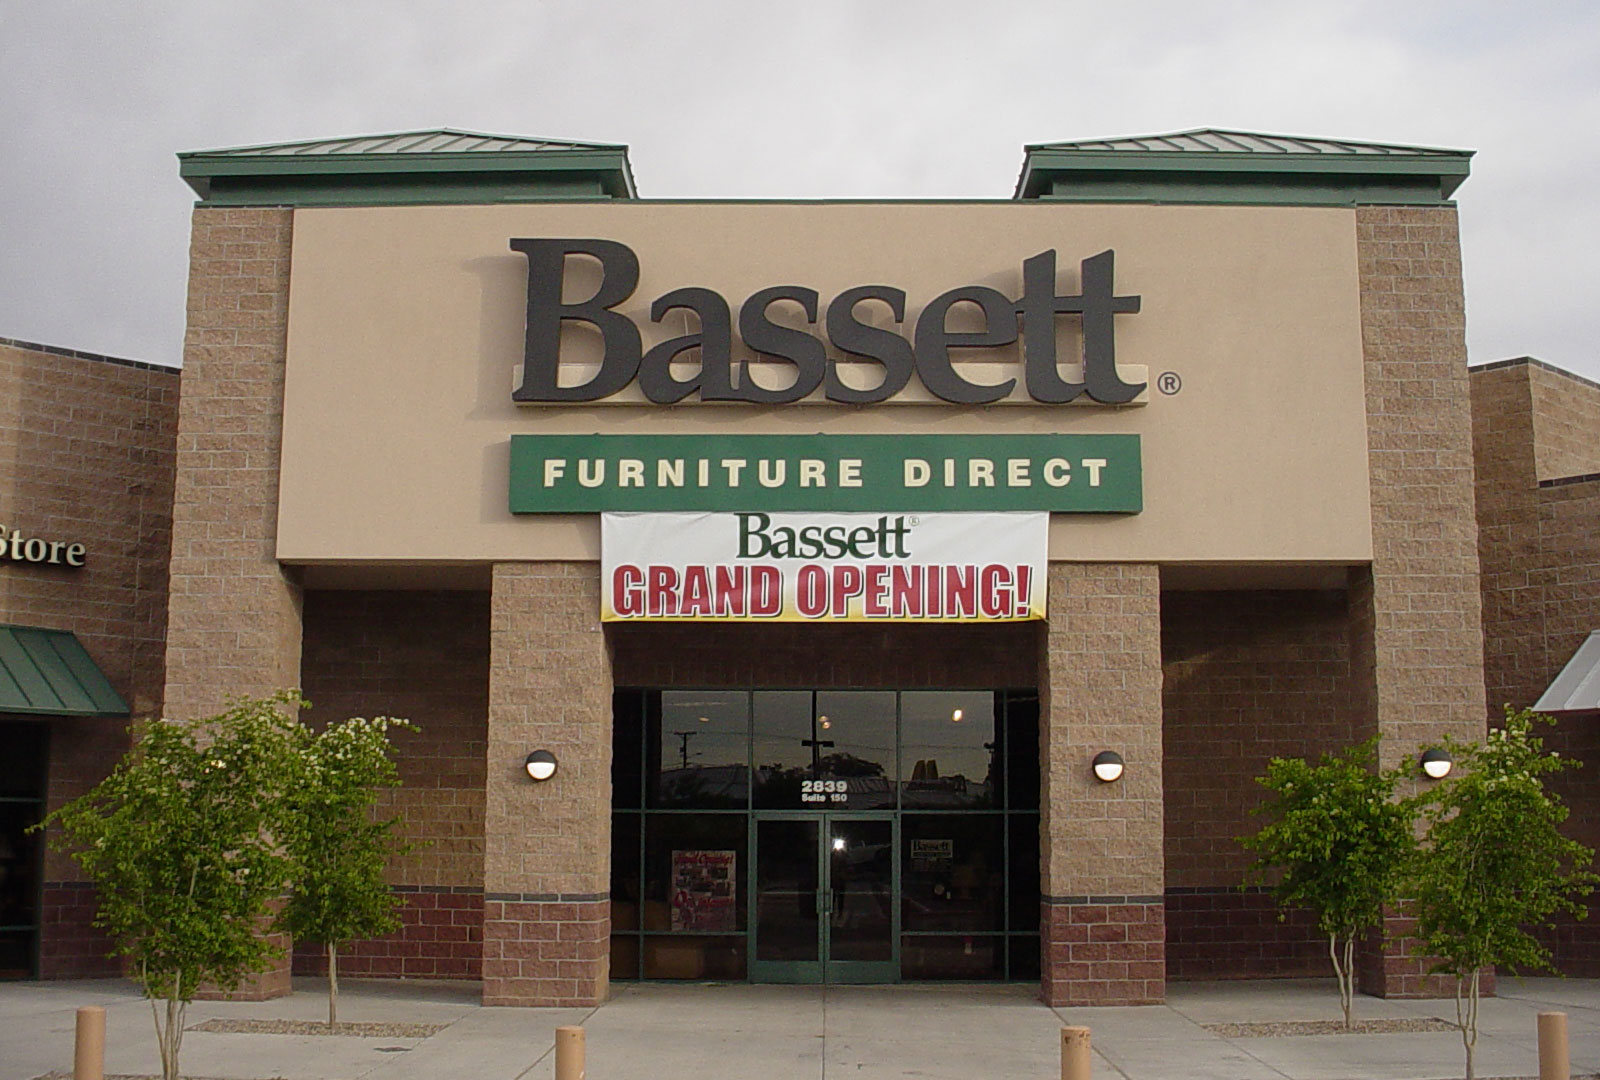 Bassett®
FURNITURE DIRECT
Bassett®
GRAND OPENING!
Store
2839
Suite 150
Bassett